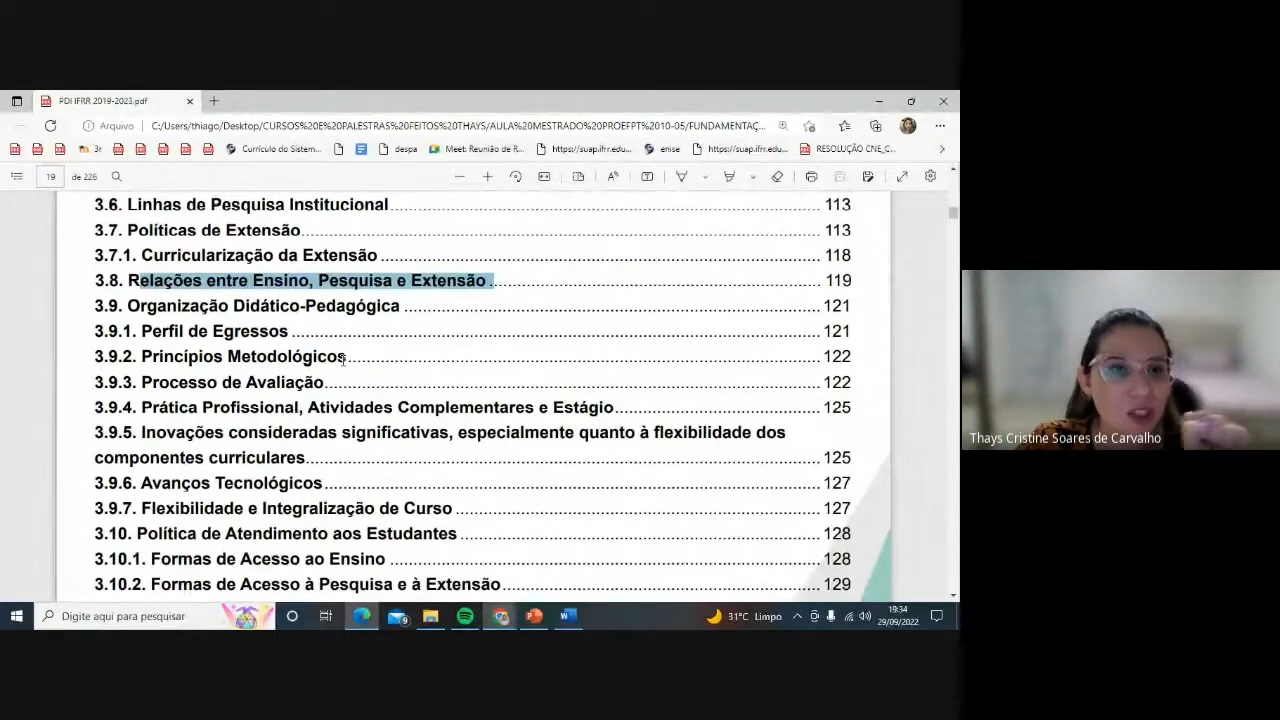 PDI IFRR 2019-2023.pdf
Arquivo C:/Users/thiago/Desktop/CURSOS%20E%20PALESTRAS%20FEITOS%20THAYS/AULA%20MESTRADO%20PROEFPT%2010-05/FUNDAMENTAÇ...
3r Currículo do Sistem... despa Meet: Reunião de R... https://suap.ifrr.edu... enise https://suap.ifrr.edu... RESOLUÇÃO CNE_C...
19 de 226
3.6. Linhas de Pesquisa Institucional 113
3.7. Políticas de Extensão 113
3.7.1. Curricularização da Extensão 118
3.8. Relações entre Ensino, Pesquisa e Extensão 119
3.9. Organização Didático-Pedagógica 121
3.9.1. Perfil de Egressos 121
3.9.2. Princípios Metodológicos 122
3.9.3. Processo de Avaliação 122
3.9.4. Prática Profissional, Atividades Complementares e Estágio 125
3.9.5. Inovações consideradas significativas, especialmente quanto à flexibilidade dos
componentes curriculares 125
3.9.6. Avanços Tecnológicos 127
3.9.7. Flexibilidade e Integralização de Curso 127
3.10. Política de Atendimento aos Estudantes 128
3.10.1. Formas de Acesso ao Ensino 128
3.10.2. Formas de Acesso à Pesquisa e à Extensão 129
Digite aqui para pesquisar 9 31°C Limpo 19:34
29/09/2022
Thays Cristine Soares de Carvalho